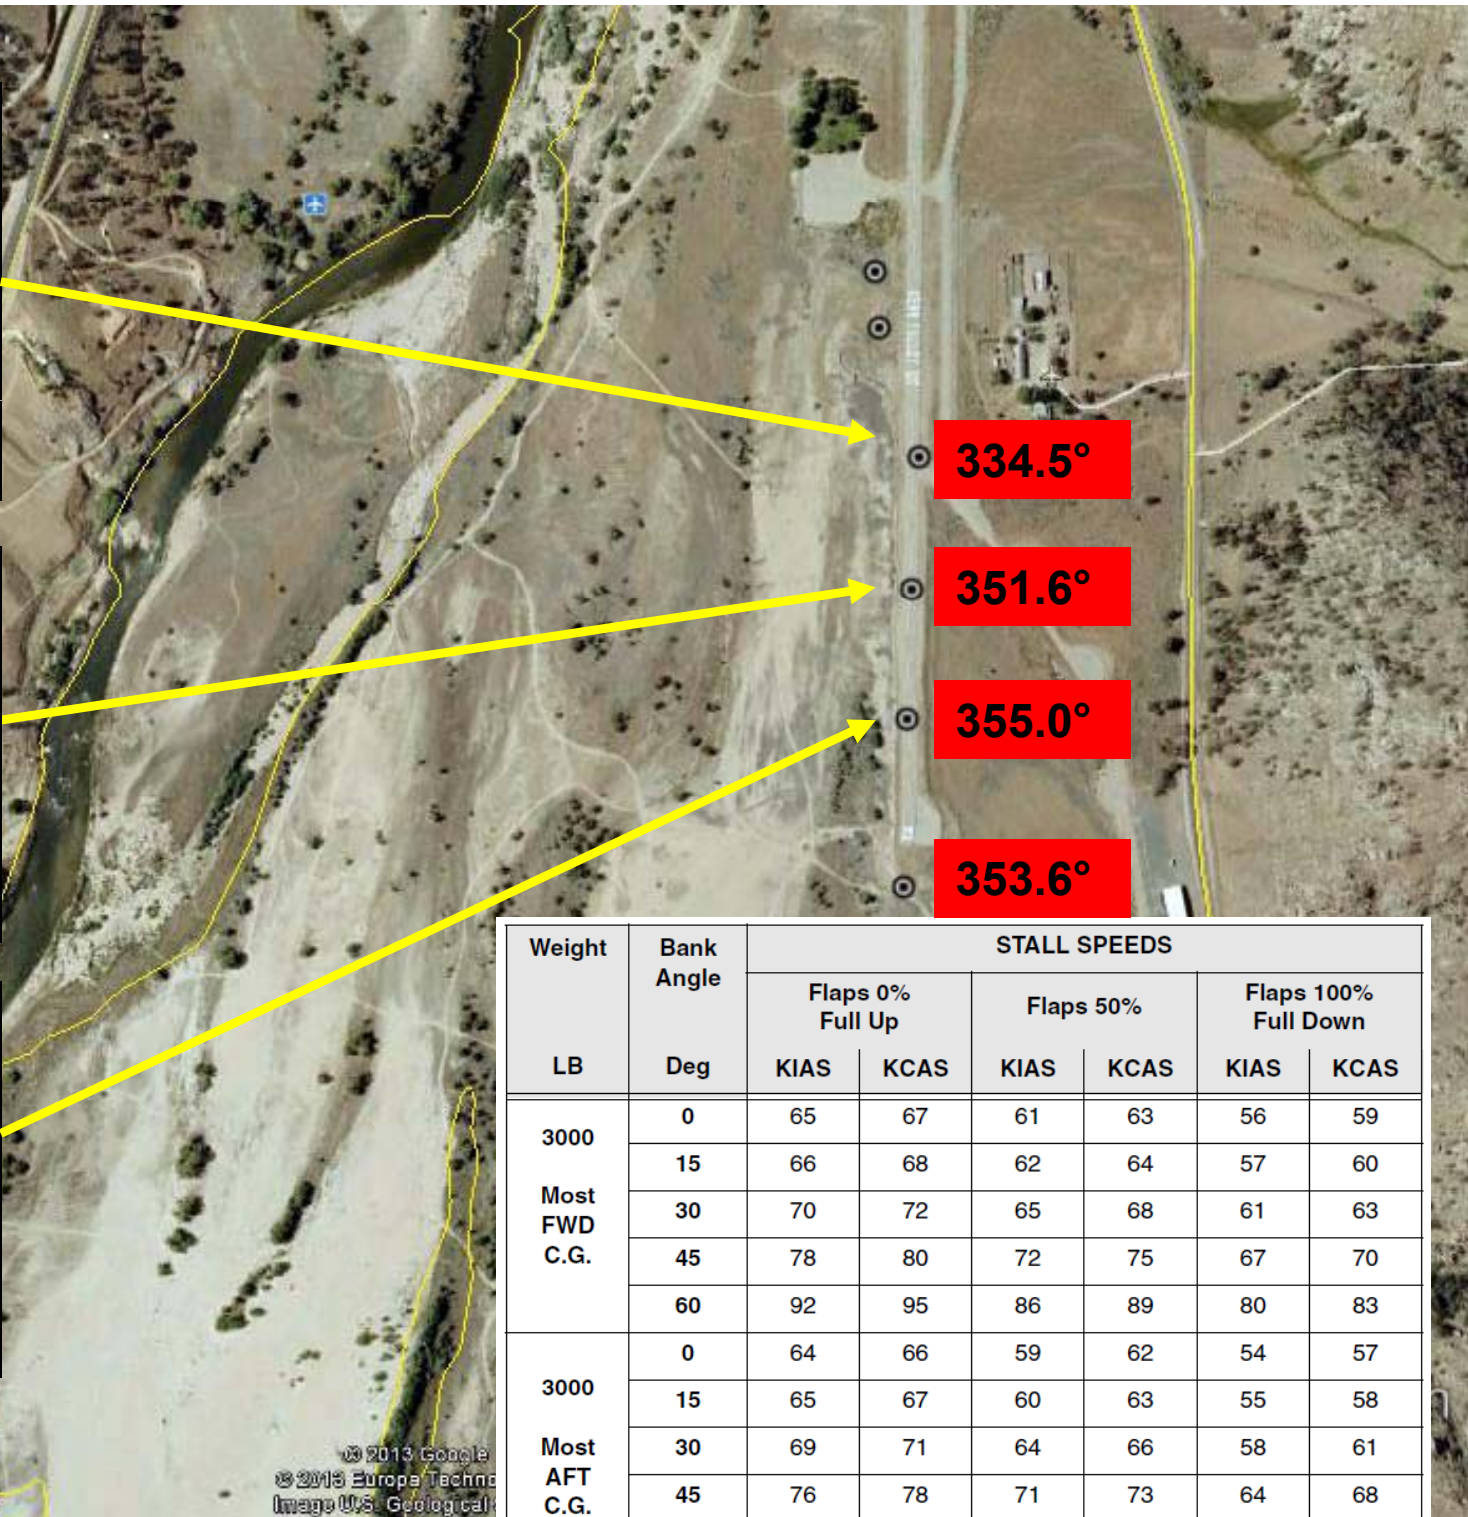 334.5°
351.6°
355.0°
353.6°
Weight Bank Angle STALL SPEEDS
Flaps 0% Full Up Flaps 50% Flaps 100% Full Down
LB Deg KIAS KCAS KIAS KCAS KIAS KCAS
3000 Most FWD C.G.
0 65 67 61 63 56 59
15 66 68 62 64 57 60
30 70 72 65 68 61 63
45 78 80 72 75 67 70
60 92 95 86 89 80 83
3000 Most AFT C.G.
0 64 66 59 62 54 57
15 65 67 60 63 55 58
30 69 71 64 66 58 61
45 76 78 71 73 64 68
© 2013 Google
© 2013 Europa Techno
Image U.S. Geological